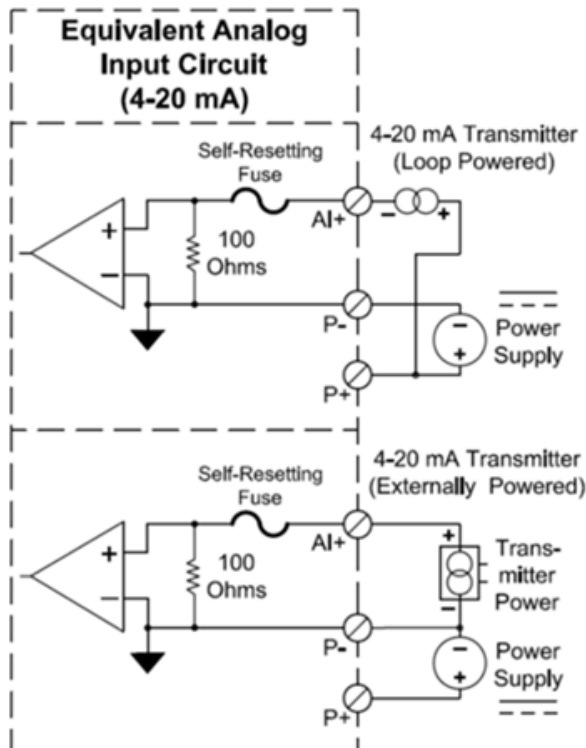 Equivalent Analog
Input Circuit
(4-20 mA)
4-20 mA Transmitter
(Loop Powered)
Self-Resetting
Fuse
AI+
- +
+
-
100
Ohms
P-
-
+
Power
Supply
P+
4-20 mA Transmitter
(Externally Powered)
Self-Resetting
Fuse
AI+
+
+
-
100
Ohms
-
Trans-
mitter
Power
P-
-
+
Power
Supply
P+